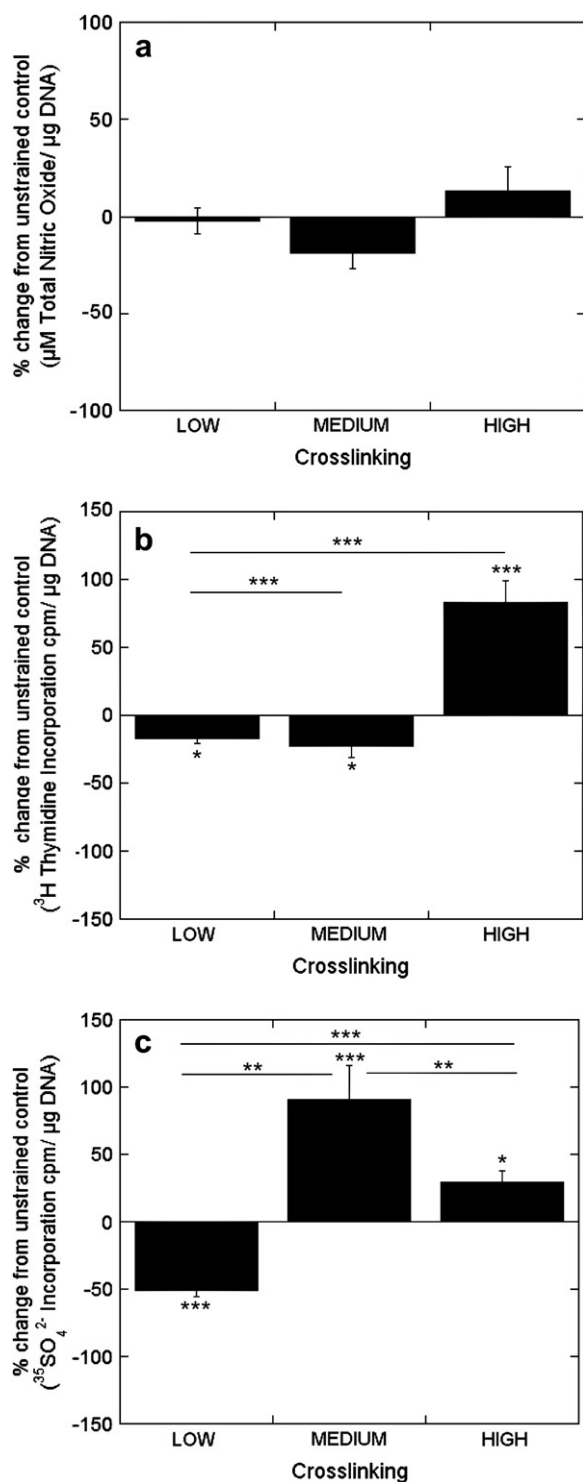 a
% change from unstrained control
(µM Total Nitric Oxide/ µg DNA)
100
50
0
-50
-100
LOW MEDIUM HIGH
Crosslinking
b
% change from unstrained control
(³H Thymidine Incorporation cpm/ µg DNA)
150
***
100
***
***
50
0
*
*
-50
-100
-150
LOW MEDIUM HIGH
Crosslinking
c
% change from unstrained control
(³⁵SO₄²⁻ Incorporation cpm/ µg DNA)
150
***
** *** **
100
50
*
0
-50
***
-100
-150
LOW MEDIUM HIGH
Crosslinking